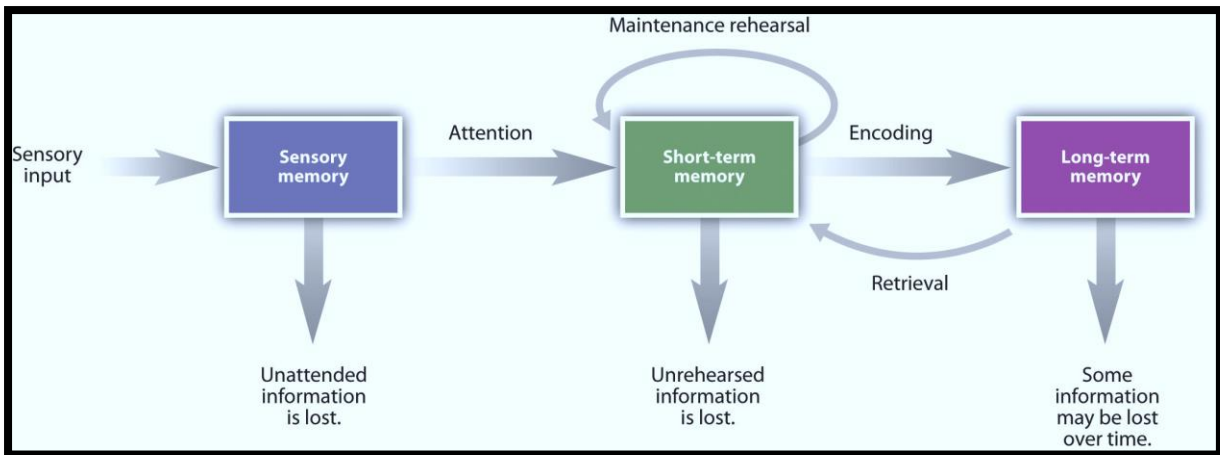 Maintenance rehearsal
Sensory
input
Sensory
memory
Attention
Short-term
memory
Encoding
Long-term
memory
Retrieval
Unattended
information
is lost.
Unrehearsed
information
is lost.
Some
information
may be lost
over time.